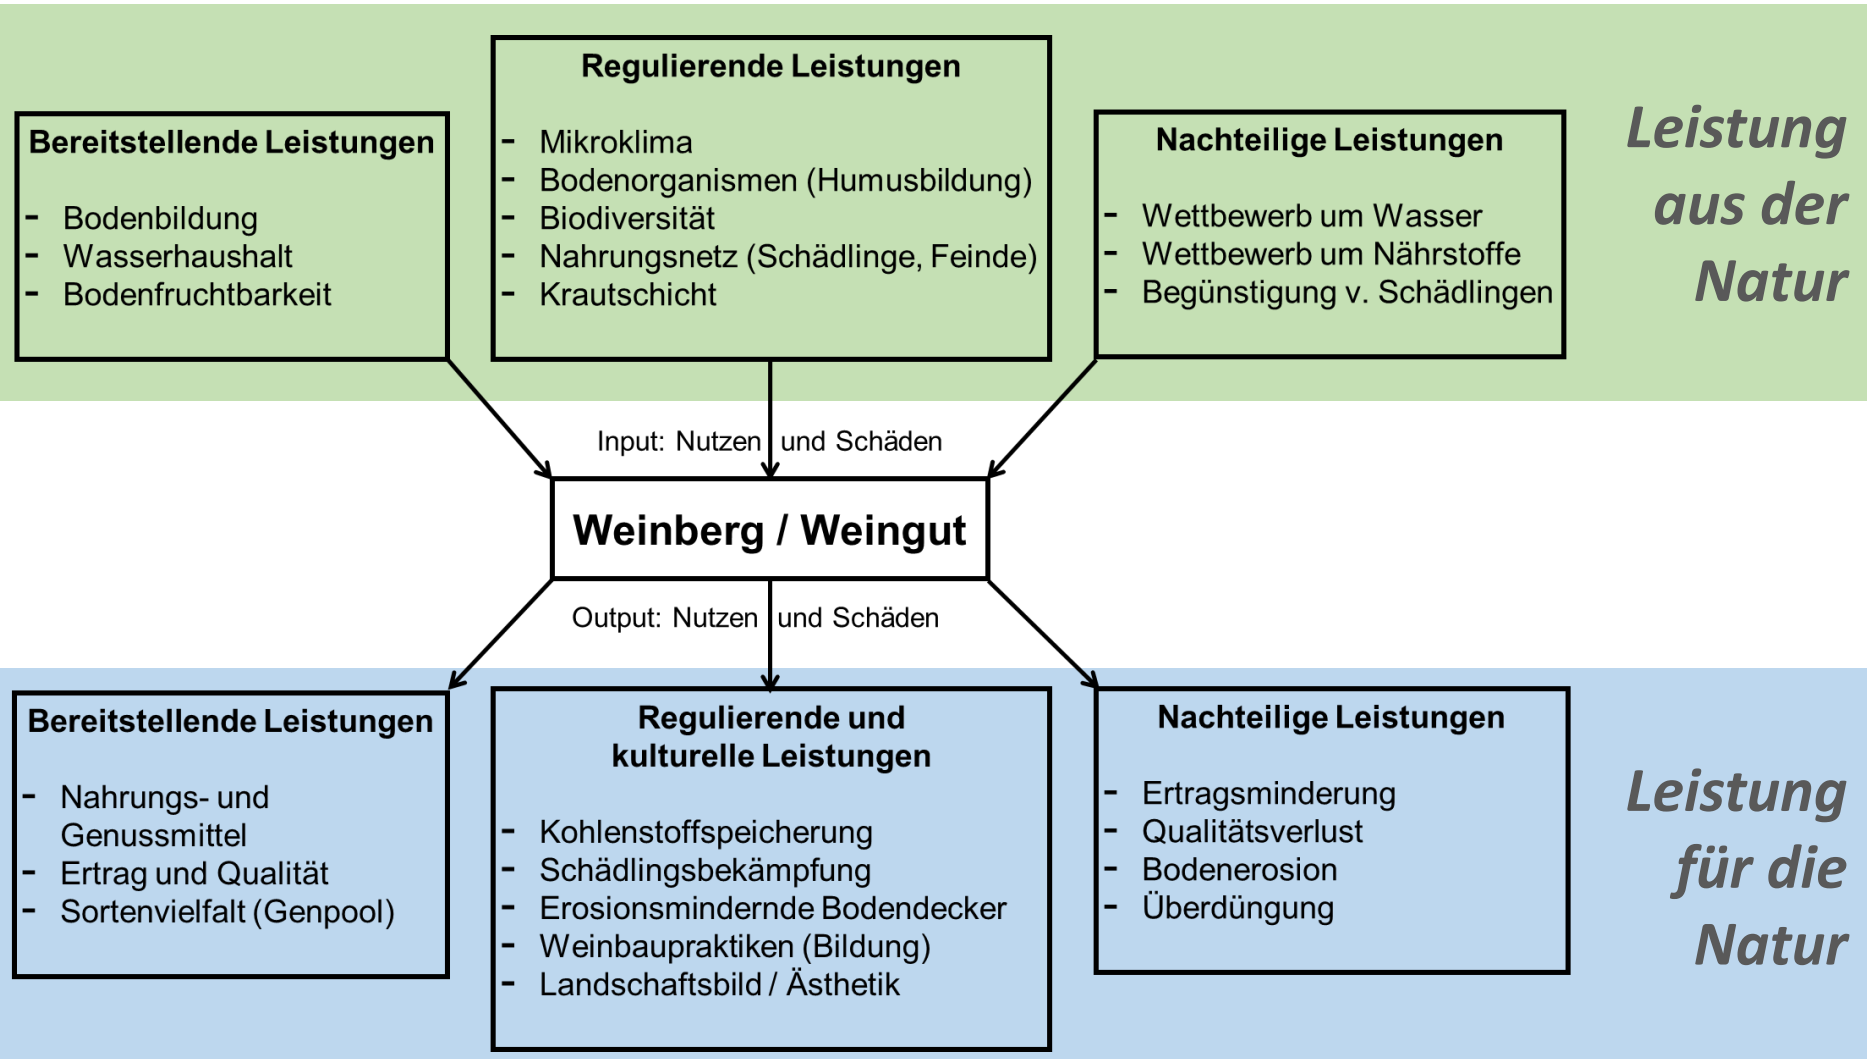 Regulierende Leistungen
- Mikroklima
- Bodenorganismen (Humusbildung)
- Biodiversität
- Nahrungsnetz (Schädlinge, Feinde)
- Krautschicht
Bereitstellende Leistungen
- Bodenbildung
- Wasserhaushalt
- Bodenfruchtbarkeit
Nachteilige Leistungen
- Wettbewerb um Wasser
- Wettbewerb um Nährstoffe
- Begünstigung v. Schädlingen
Leistung
aus der
Natur
Input: Nutzen und Schäden
Weinberg / Weingut
Output: Nutzen und Schäden
Bereitstellende Leistungen
- Nahrungs- und
Genussmittel
- Ertrag und Qualität
- Sortenvielfalt (Genpool)
Regulierende und
kulturelle Leistungen
- Kohlenstoffspeicherung
- Schädlingsbekämpfung
- Erosionsmindernde Bodendecker
- Weinbaupraktiken (Bildung)
- Landschaftsbild / Ästhetik
Nachteilige Leistungen
- Ertragsminderung
- Qualitätsverlust
- Bodenerosion
- Überdüngung
Leistung
für die
Natur